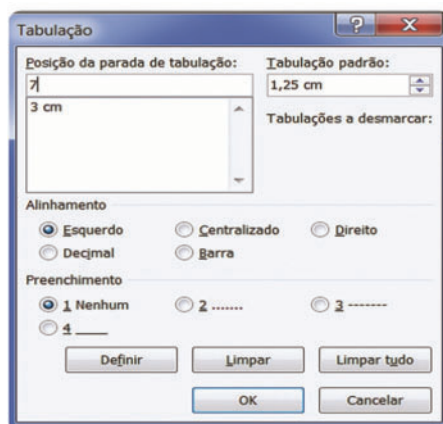 Tabulação
Posição da parada de tabulação:
Tabulação padrão:
7
1,25 cm
3 cm
Tabulações a desmarcar:
Alinhamento
Esquerdo
Centralizado
Direito
Decimal
Barra
Preenchimento
1 Nenhum
2 .......
3 -------
4 ____
Definir
Limpar
Limpar tudo
OK
Cancelar